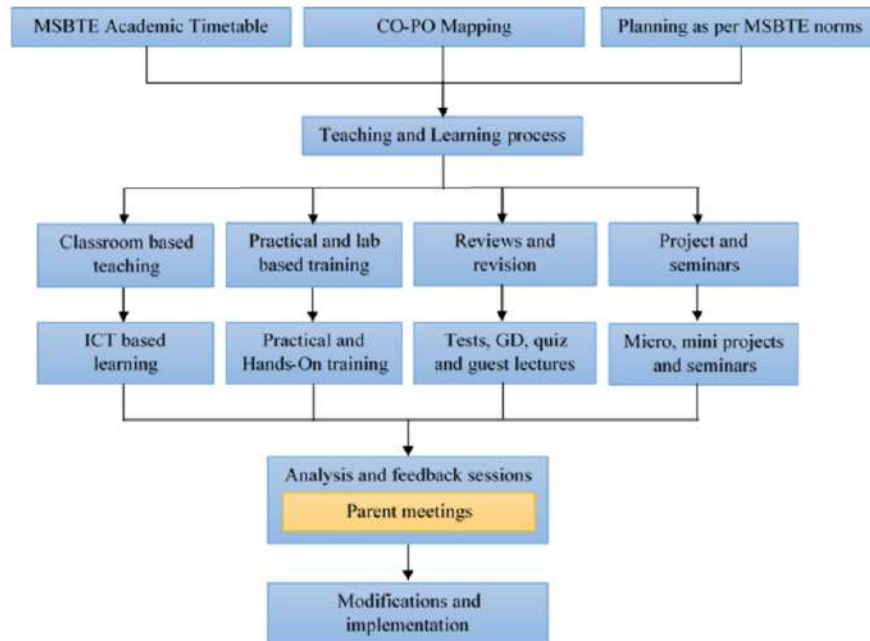 MSBTE Academic Timetable
CO-PO Mapping
Planning as per MSBTE norms
Teaching and Learning process
Classroom based
teaching
Practical and lab
based training
Reviews and
revision
Project and
seminars
ICT based
learning
Practical and
Hands-On training
Tests, GD, quiz
and guest lectures
Micro, mini projects
and seminars
Analysis and feedback sessions
Parent meetings
Modifications and
implementation